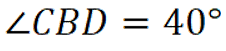 ∠CBD = 40°